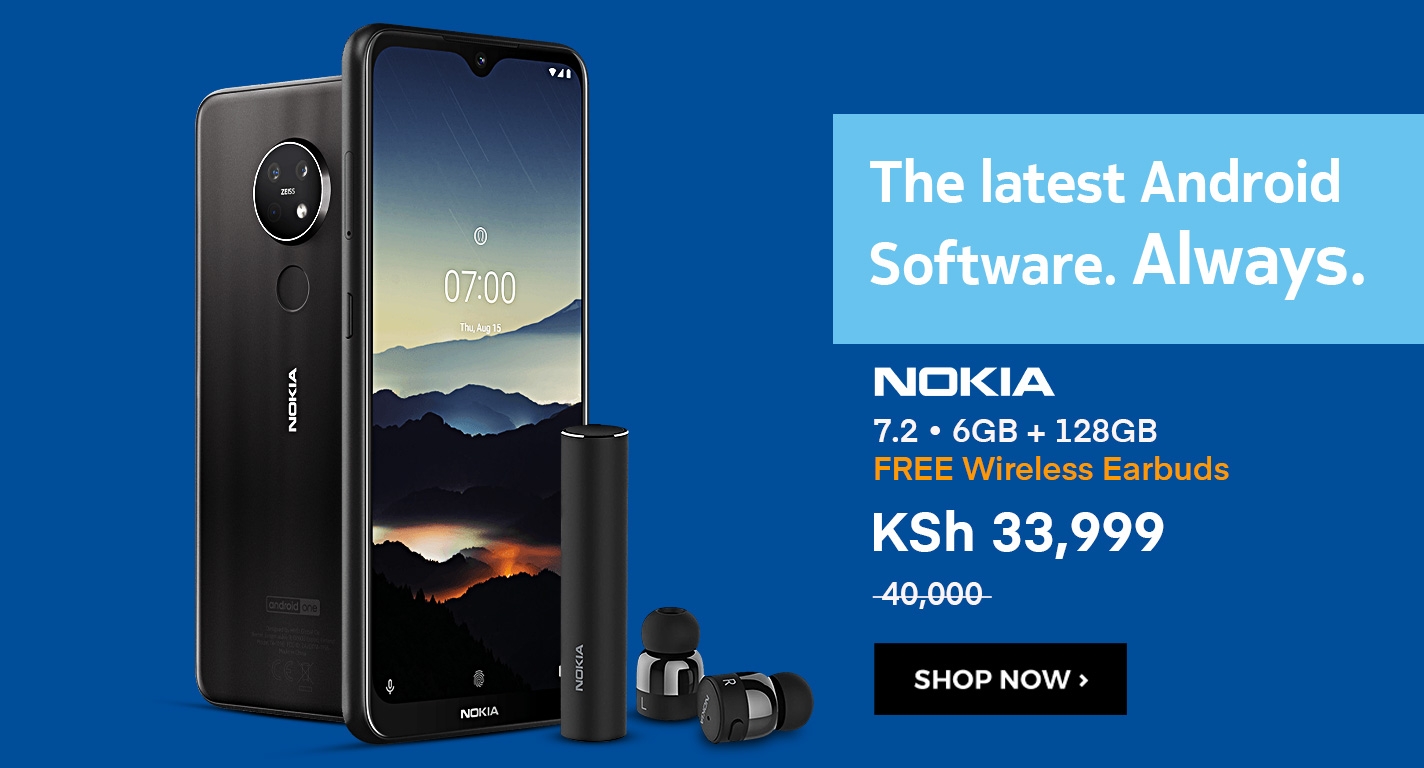 The latest Android
Software. Always.
NOKIA
7.2 • 6GB + 128GB
FREE Wireless Earbuds
KSh 33,999
40,000
SHOP NOW ›
ZEISS
NOKIA
android one
07:00
Thu, Aug 15
NOKIA
NOKIA
L
R
NOKIA